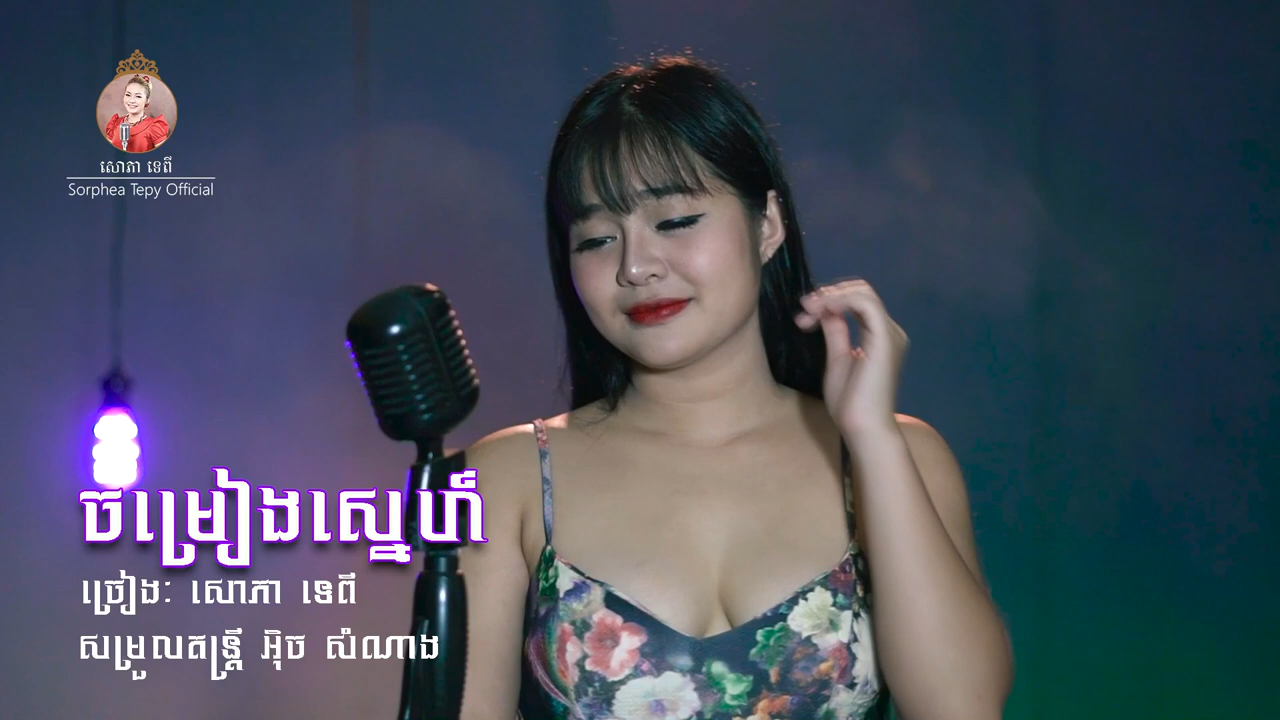 សោភា ទេពី
Sorphea Tepy Official
ចម្រៀងស្នេហ៍
ច្រៀង: សោភា ទេពី
សម្រួលតន្ត្រី អ៊ិច សំណាង